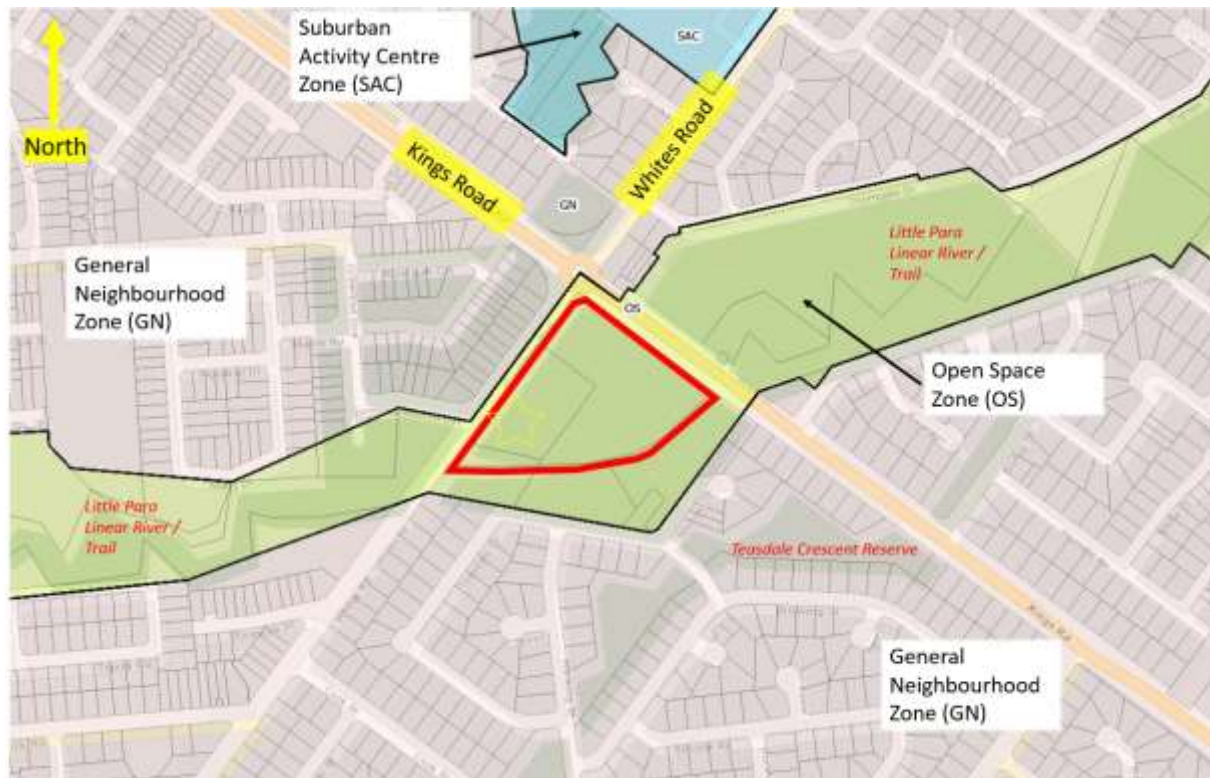 Suburban
Activity Centre
Zone (SAC)
SAC
North
Kings Road
Whites Road
GN
General
Neighbourhood
Zone (GN)
Little Para
Linear River /
Trail
OS
Open Space
Zone (OS)
Little Para
Linear River /
Trail
Teasdale Crescent Reserve
Kings Rd
General
Neighbourhood
Zone (GN)